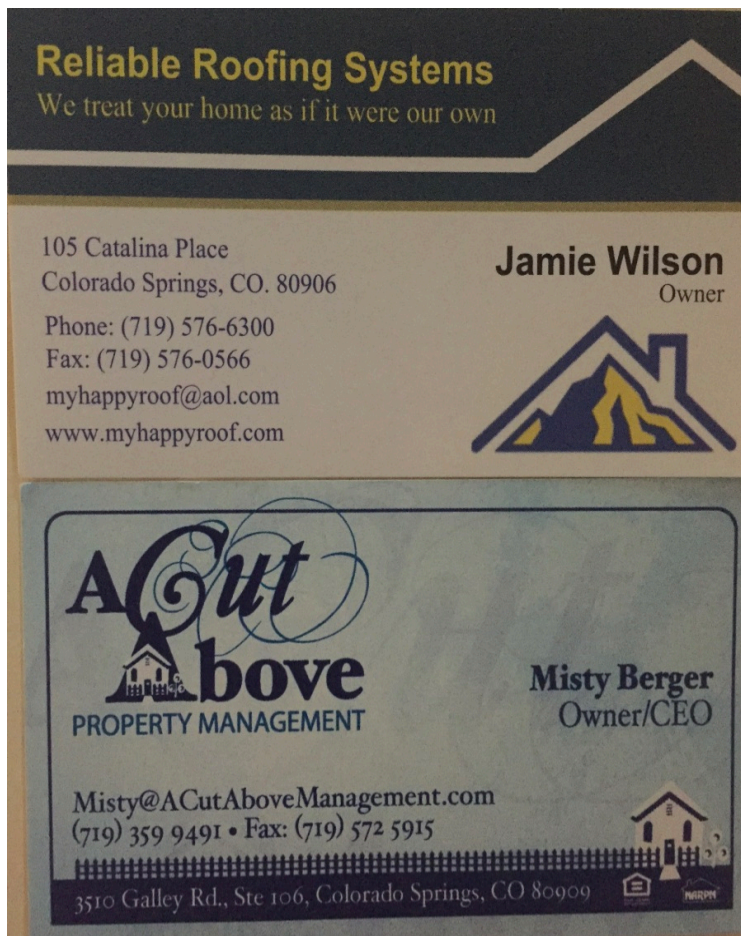 Reliable Roofing Systems
We treat your home as if it were our own
105 Catalina Place
Colorado Springs, CO. 80906
Phone: (719) 576-6300
Fax: (719) 576-0566
myhappyroof@aol.com
www.myhappyroof.com
Jamie Wilson
Owner
A Cut
Above
PROPERTY MANAGEMENT
Misty Berger
Owner/CEO
Misty@ACutAboveManagement.com
(719) 359 9491 • Fax: (719) 572 5915
3510 Galley Rd., Ste 106, Colorado Springs, CO 80909
NARPM